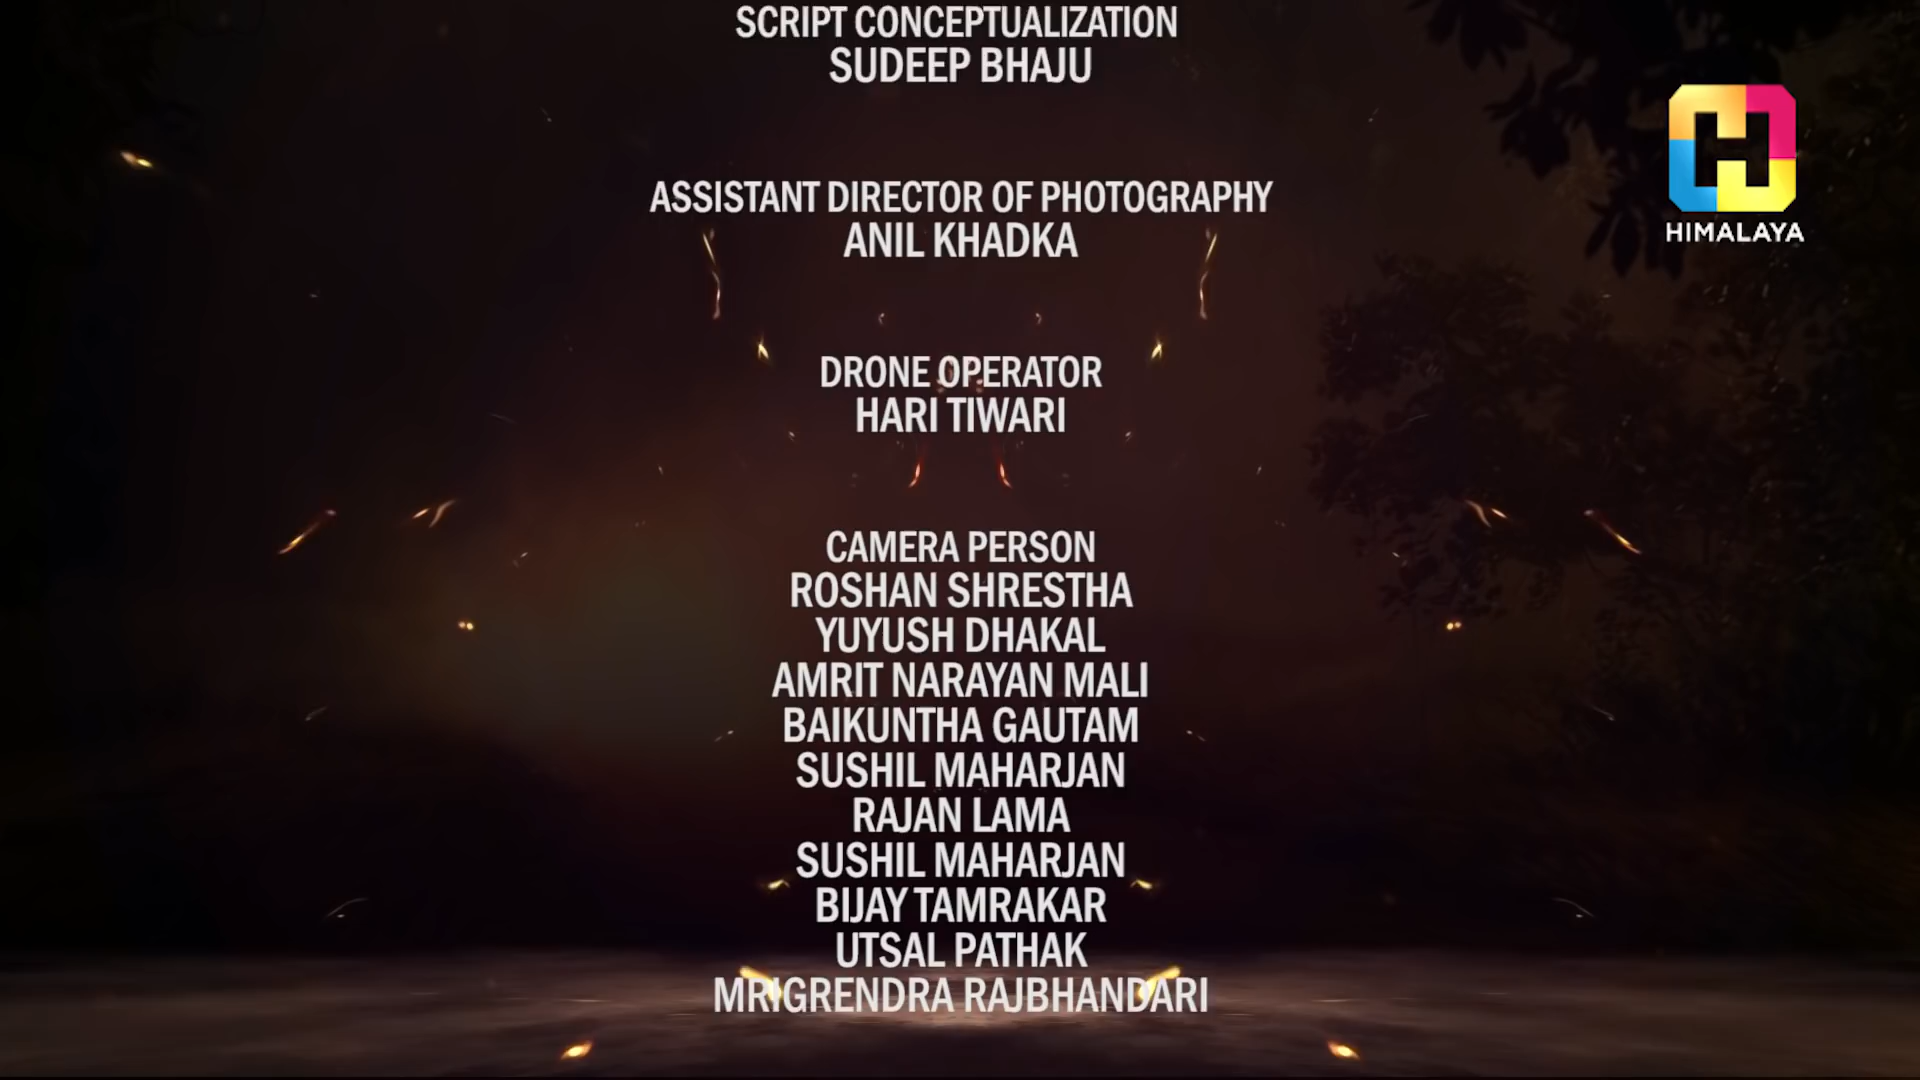 SCRIPT CONCEPTUALIZATION
SUDEEP BHAJU
HIMALAYA
ASSISTANT DIRECTOR OF PHOTOGRAPHY
ANIL KHADKA
DRONE OPERATOR
HARI TIWARI
CAMERA PERSON
ROSHAN SHRESTHA
YUYUSH DHAKAL
AMRIT NARAYAN MALI
BAIKUNTHA GAUTAM
SUSHIL MAHARJAN
RAJAN LAMA
SUSHIL MAHARJAN
BIJAY TAMRAKAR
UTSAL PATHAK
MRIGRENDRA RAJBHANDARI